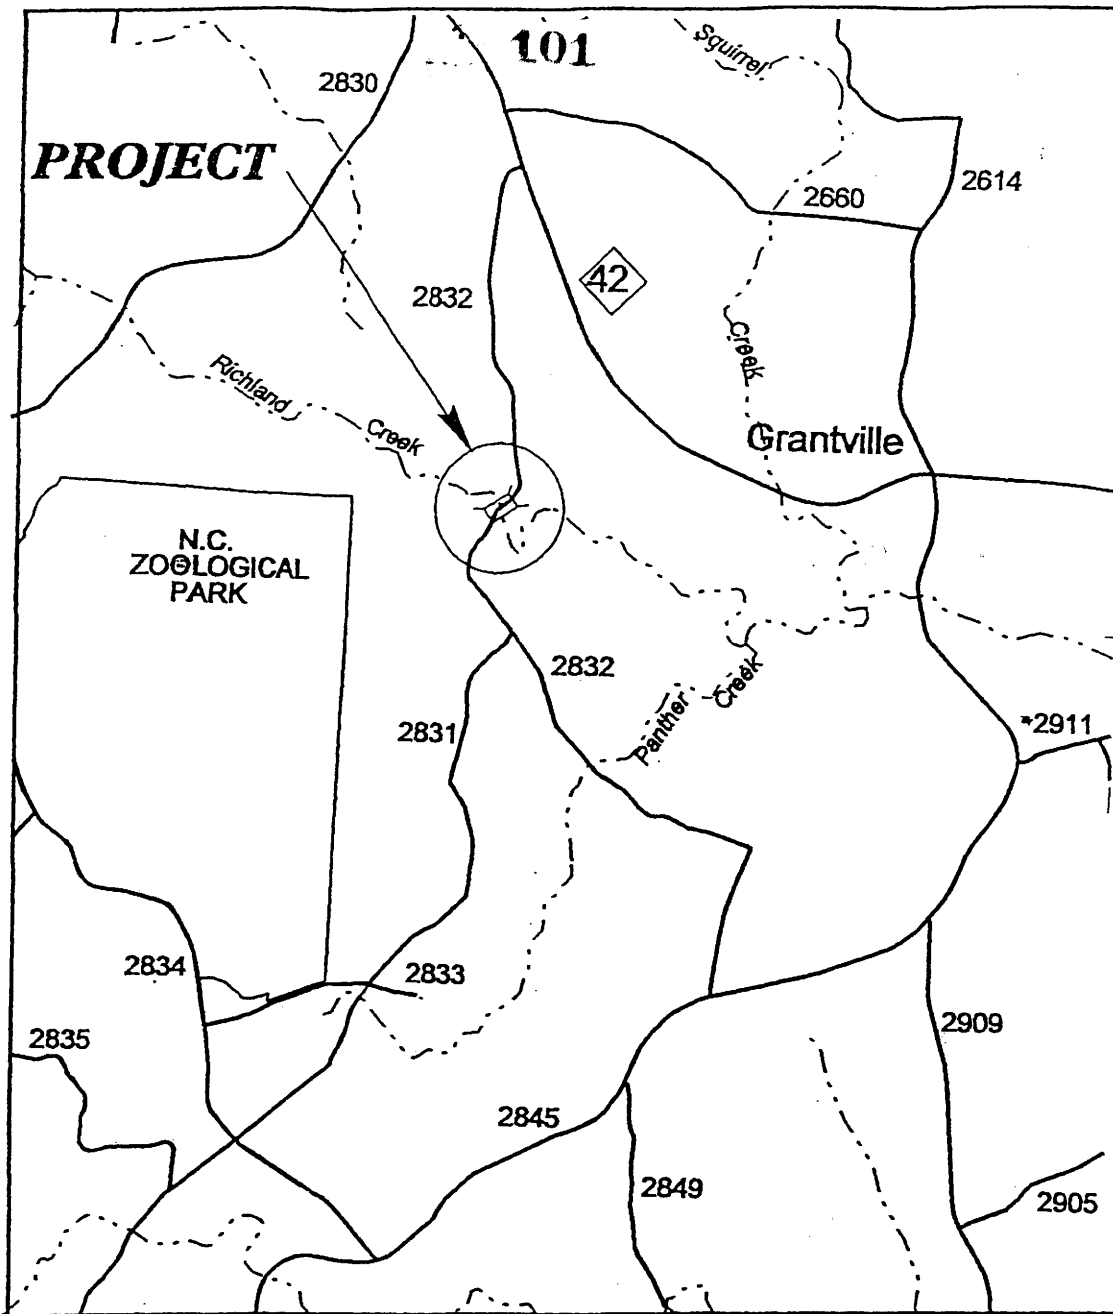 101
Squirrel
2830
PROJECT
2614
2660
42
2832
Creek
Richland
Creek
Grantville
N.C.
ZOOLOGICAL
PARK
2832
Creek
Panther
2831
*2911
2834
2833
2835
2909
2845
2849
2905